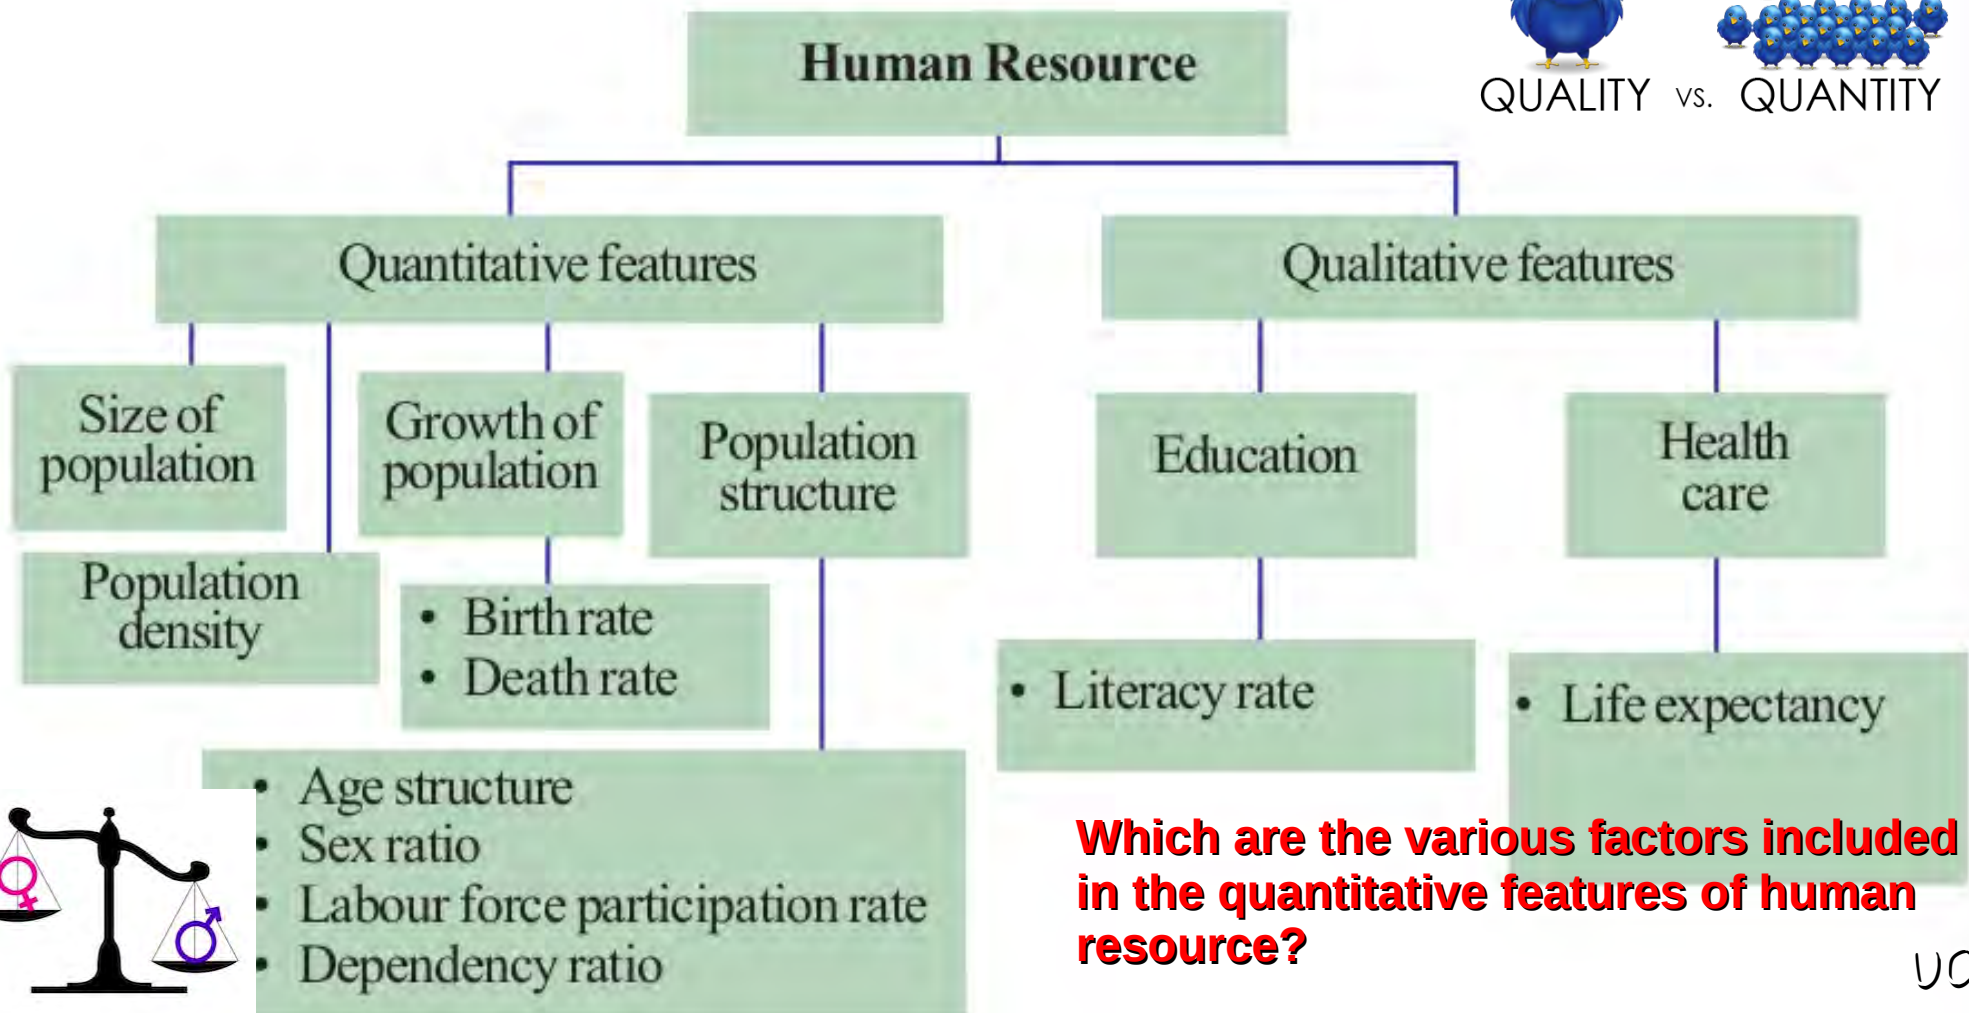 Human Resource
QUALITY vs. QUANTITY
Quantitative features
Qualitative features
Size of
population
Growth of
population
Population
structure
Education
Health
care
Population
density
• Birth rate
• Death rate
• Literacy rate
• Life expectancy
• Age structure
• Sex ratio
• Labour force participation rate
• Dependency ratio
Which are the various factors included
in the quantitative features of human
resource?